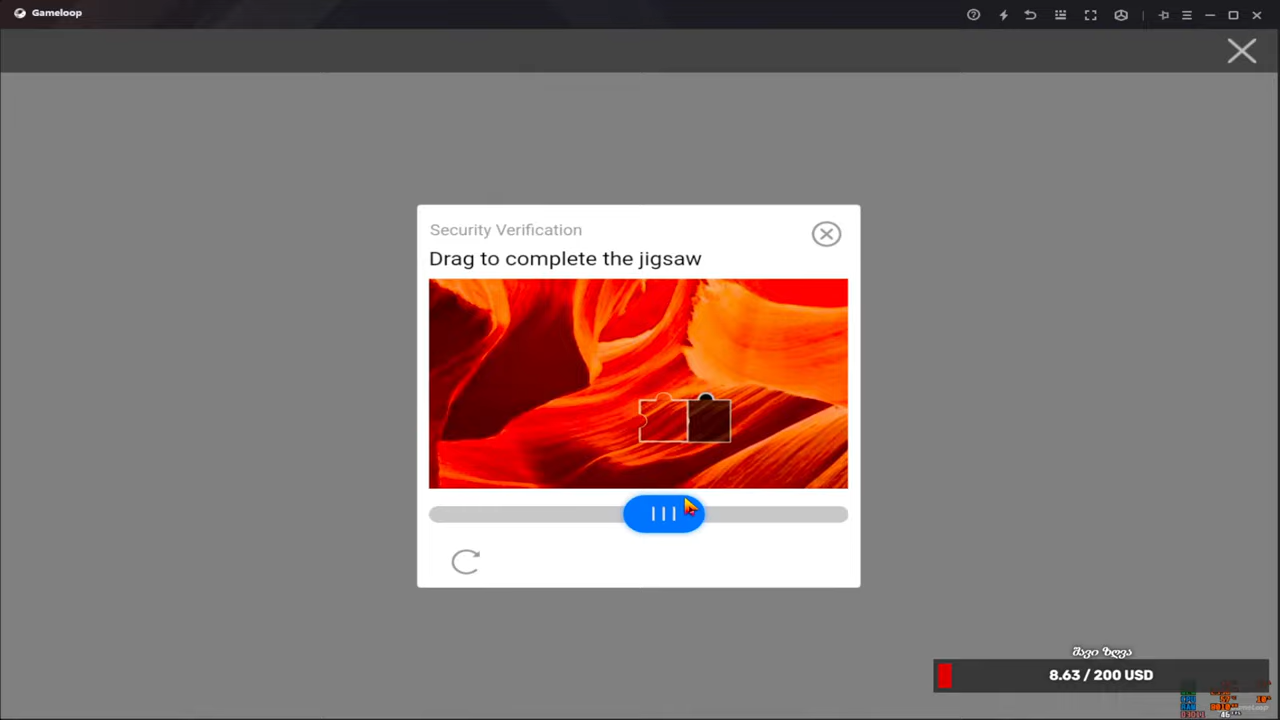 Gameloop
Security Verification
Drag to complete the jigsaw
შავი ზღვა
8.63 / 200 USD